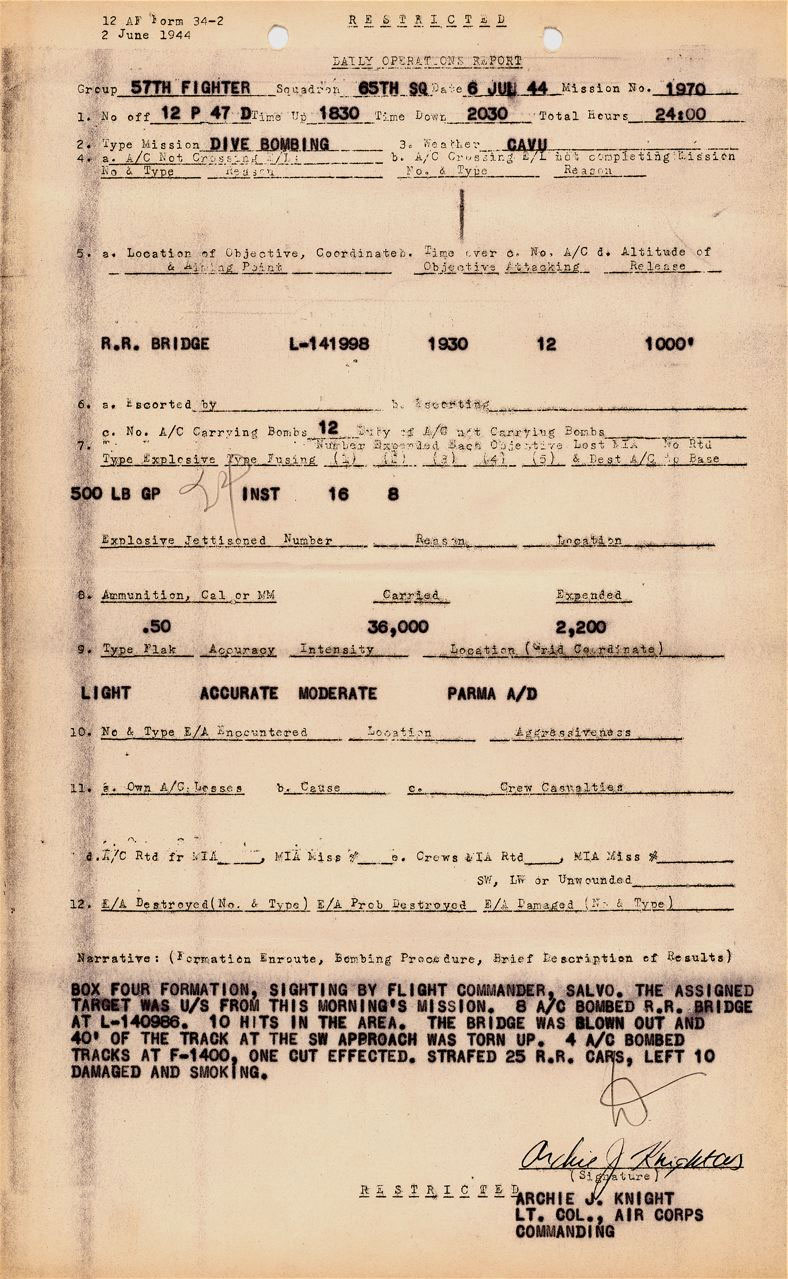 12 AF Form 34-2
R E S T R I C T E D
2 June 1944
DAILY OPERATIONS REPORT
Group 57TH FIGHTER Squadron 65TH SQ Date 6 JUL 44 Mission No. 1970
1. No off 12 P 47 D Time Up 1830 Time Down 2030 Total Hours 24:00
2. Type Mission DIVE BOMBING 3. Weather CAVU
4. a. A/C Not Crossing E/L: b. A/C Crossing E/L not completing Mission
No & Type Reason No. & Type Reason
5. a. Location of Objective, Coordinate b. Time over c. No. A/C d. Altitude of
& Aiming Point Objective Attacking Release
R.R. BRIDGE L-141998 1930 12 1000'
6. a. Escorted by b. Escorting
c. No. A/C Carrying Bombs 12 Duty of A/C not Carrying Bombs
7. Number Expended Each Objective Lost MIA No Rtd
Type Explosive Type Fusing (1) (2) (3) (4) (5) & Dest A/C to Base
500 LB GP INST 16 8
Explosive Jettisoned Number Reason Location
8. Ammunition, Cal or MM Carried Expended
.50 36,000 2,200
9. Type Flak Accuracy Intensity Location (Grid Coordinate)
LIGHT ACCURATE MODERATE PARMA A/D
10. No & Type E/A Encountered Location Aggressiveness
11. a. Own A/C Losses b. Cause c. Crew Casualties
d. A/C Rtd fr MIA , MIA Miss # e. Crews MIA Rtd , MIA Miss #
SW, LW or Unwounded
12. E/A Destroyed(No. & Type) E/A Prob Destroyed E/A Damaged (No & Type)
Narrative: (Formation Enroute, Bombing Procedure, Brief Description of Results)
BOX FOUR FORMATION, SIGHTING BY FLIGHT COMMANDER, SALVO. THE ASSIGNED
TARGET WAS U/S FROM THIS MORNING'S MISSION. 8 A/C BOMBED R.R. BRIDGE
AT L-140986. 10 HITS IN THE AREA. THE BRIDGE WAS BLOWN OUT AND
40' OF THE TRACK AT THE SW APPROACH WAS TORN UP. 4 A/C BOMBED
TRACKS AT F-1400, ONE CUT EFFECTED. STRAFED 25 R.R. CARS, LEFT 10
DAMAGED AND SMOKING.
Archie J Knight
(Signature)
R E S T R I C T E D
ARCHIE J. KNIGHT
LT. COL., AIR CORPS
COMMANDING